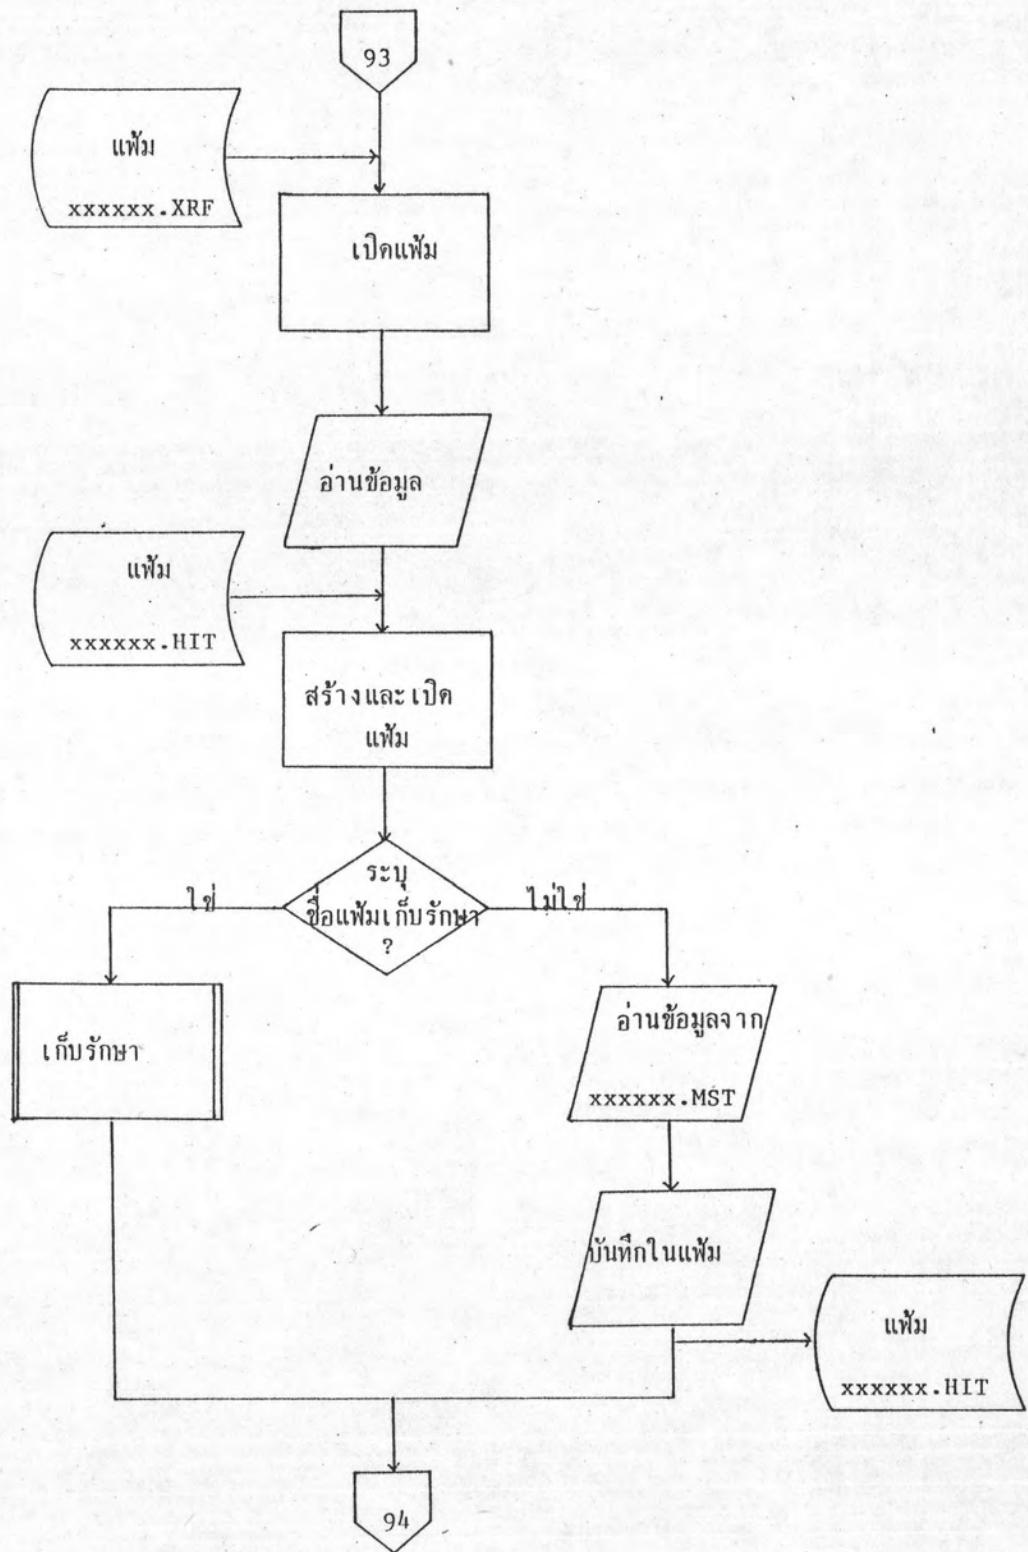 93
แฟ้ม
xxxxxx.XRF
เปิดแฟ้ม
อ่านข้อมูล
แฟ้ม
xxxxxx.HIT
สร้างและเปิด
แฟ้ม
ระบุ
ชื่อแฟ้มเก็บรักษา
?
ใช่
ไม่ใช่
เก็บรักษา
อ่านข้อมูลจาก
xxxxxx.MST
บันทึกในแฟ้ม
แฟ้ม
xxxxxx.HIT
94